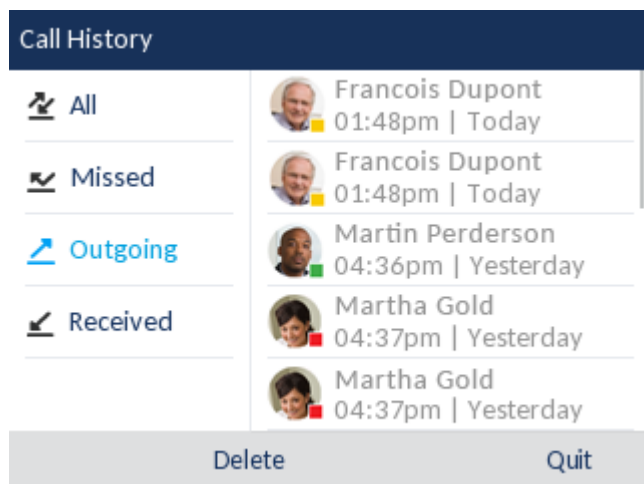 Call History
All
Missed
Outgoing
Received
Francois Dupont
01:48pm | Today
Francois Dupont
01:48pm | Today
Martin Perderson
04:36pm | Yesterday
Martha Gold
04:37pm | Yesterday
Martha Gold
04:37pm | Yesterday
Delete
Quit